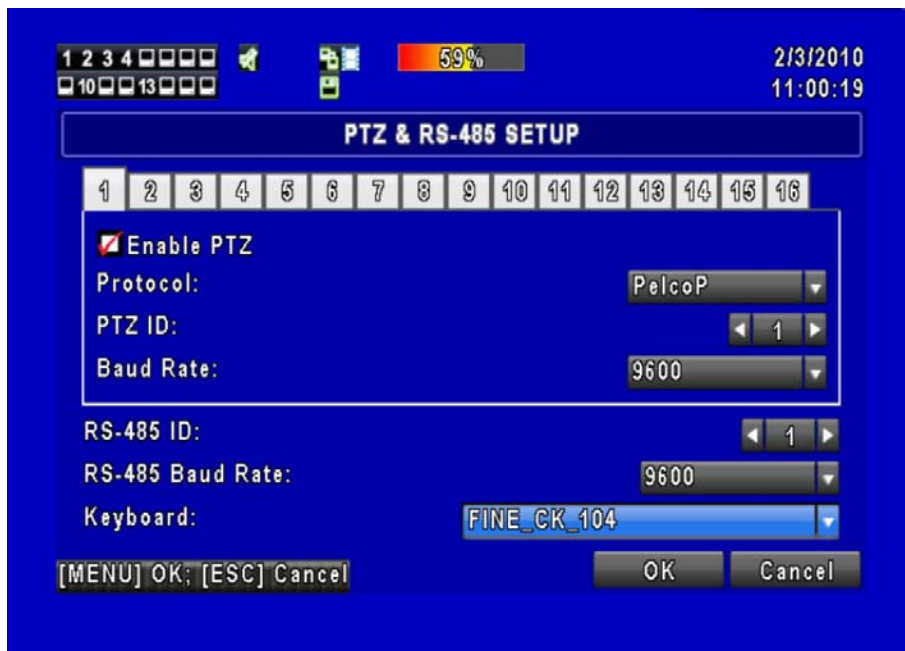 1 2 3 4 59% 2/3/2010
10 13 11:00:19
PTZ & RS-485 SETUP
1 2 3 4 5 6 7 8 9 10 11 12 13 14 15 16
Enable PTZ
Protocol: PelcoP
PTZ ID: 1
Baud Rate: 9600
RS-485 ID: 1
RS-485 Baud Rate: 9600
Keyboard: FINE_CK_104
[MENU] OK; [ESC] Cancel OK Cancel